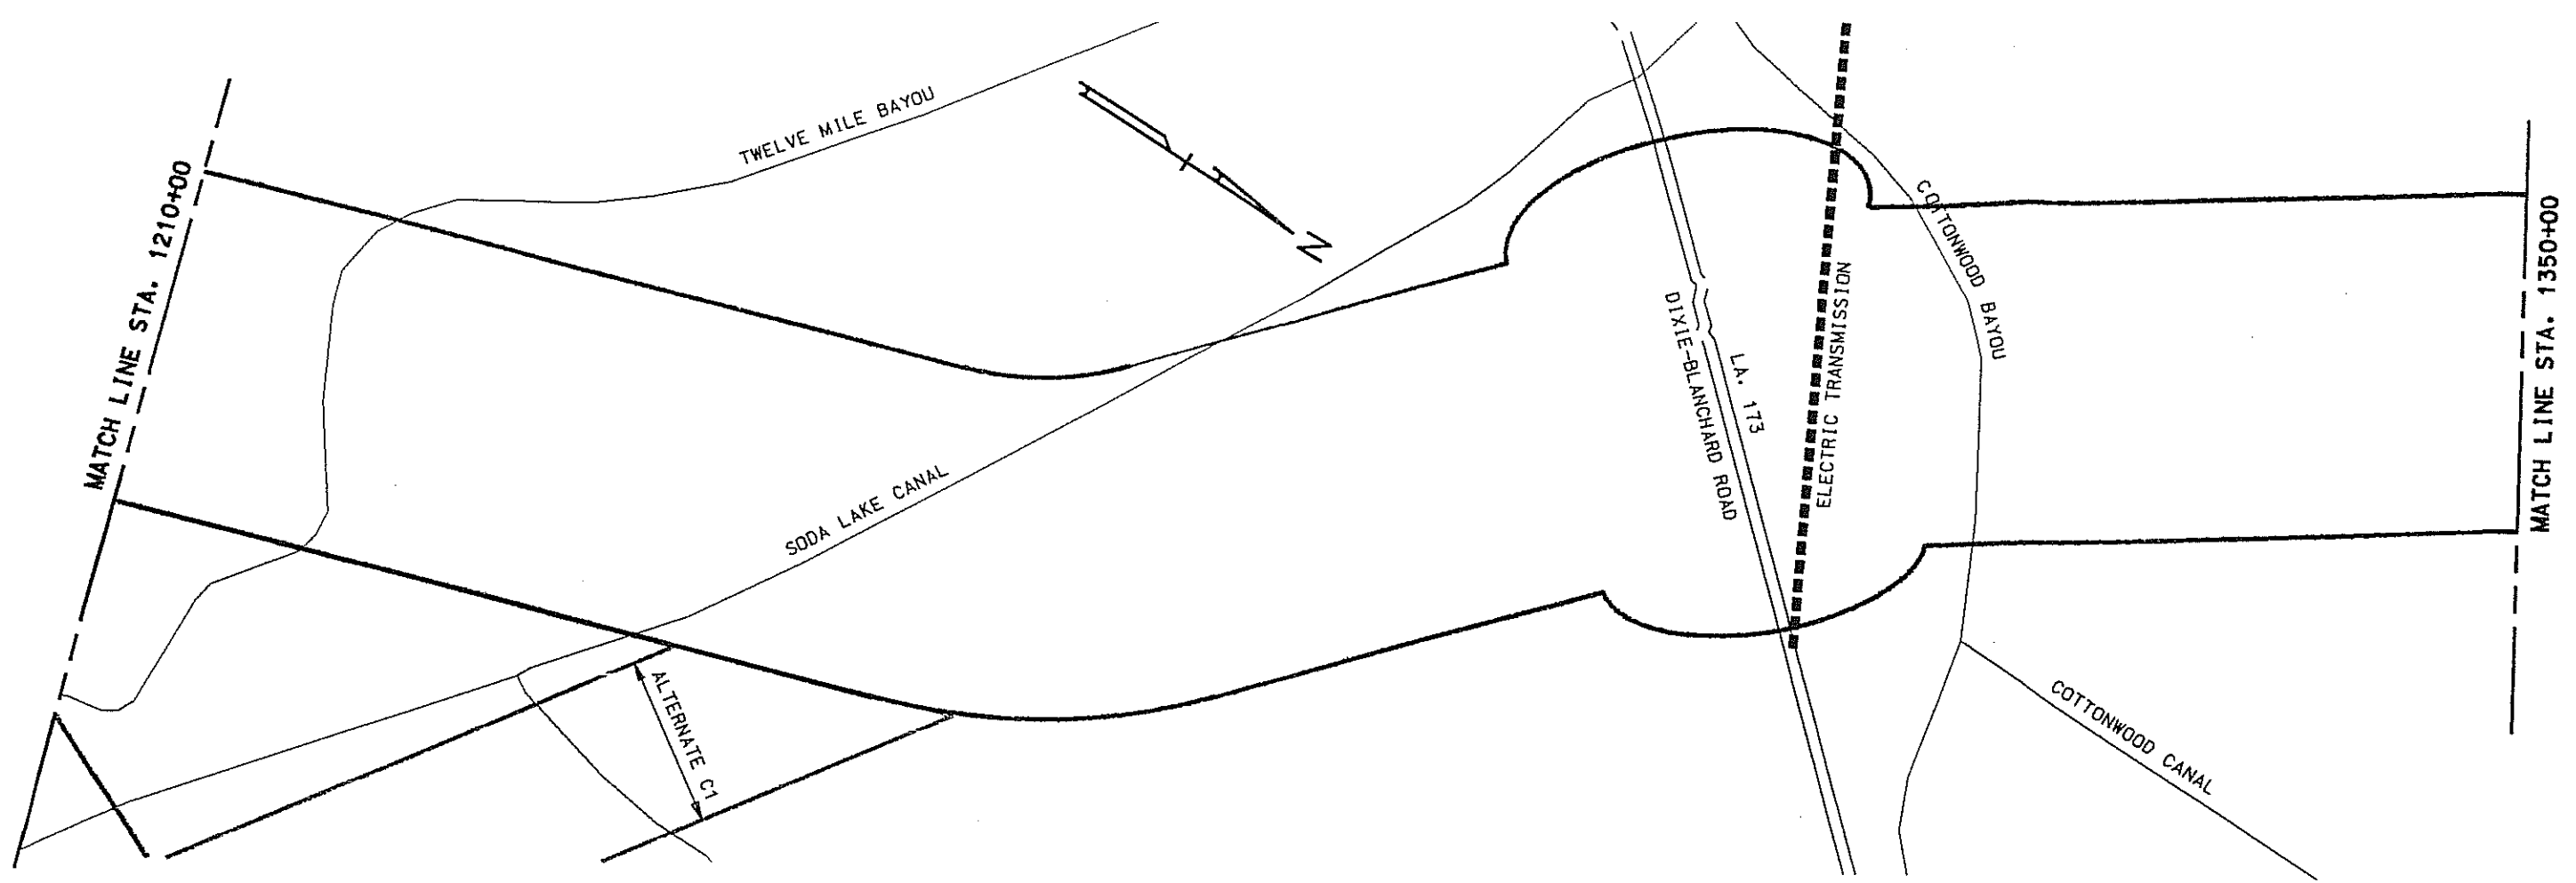 MATCH LINE STA. 1210+00
TWELVE MILE BAYOU
N
SODA LAKE CANAL
ALTERNATE C1
DIXIE-BLANCHARD ROAD
LA. 173
ELECTRIC TRANSMISSION
COTTONWOOD BAYOU
COTTONWOOD CANAL
MATCH LINE STA. 1350+00